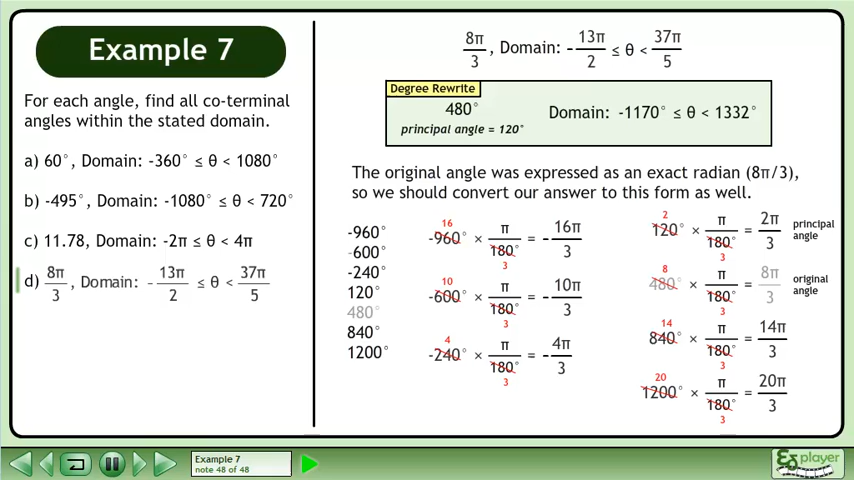 Example 7
For each angle, find all co-terminal
angles within the stated domain.
a) 60°, Domain: -360° ≤ θ < 1080°
b) -495°, Domain: -1080° ≤ θ < 720°
c) 11.78, Domain: -2π ≤ θ < 4π
d) 8π/3, Domain: -13π/2 ≤ θ < 37π/5
8π/3, Domain: -13π/2 ≤ θ < 37π/5
Degree Rewrite
480°
principal angle = 120°
Domain: -1170° ≤ θ < 1332°
The original angle was expressed as an exact radian (8π/3),
so we should convert our answer to this form as well.
-960°
-600°
-240°
120°
480°
840°
1200°
16
-960° × π/180° = -16π/3
3
10
-600° × π/180° = -10π/3
3
4
-240° × π/180° = -4π/3
3
2
120° × π/180° = 2π/3
3
principal
angle
8
480° × π/180° = 8π/3
3
original
angle
14
840° × π/180° = 14π/3
3
20
1200° × π/180° = 20π/3
3
Example 7
note 48 of 48
player